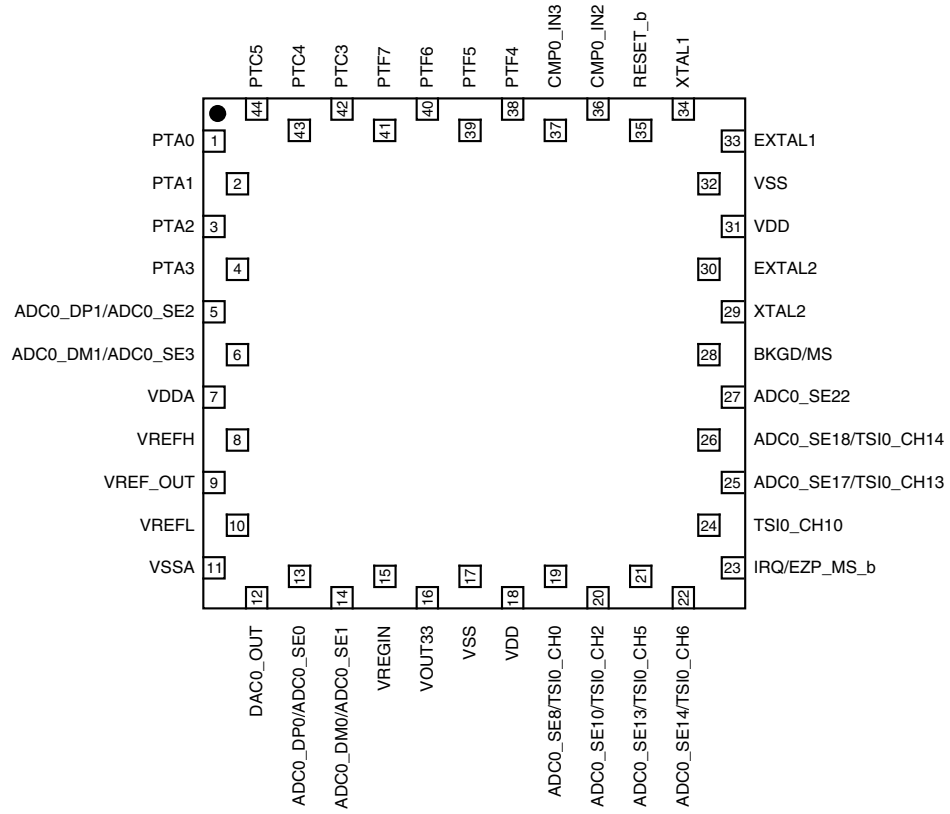 PTC5
PTC4
PTC3
PTF7
PTF6
PTF5
PTF4
CMP0_IN3
CMP0_IN2
RESET_b
XTAL1
44
43
42
41
40
39
38
37
36
35
34
PTA0 1
PTA1 2
PTA2 3
PTA3 4
ADC0_DP1/ADC0_SE2 5
ADC0_DM1/ADC0_SE3 6
VDDA 7
VREFH 8
VREF_OUT 9
VREFL 10
VSSA 11
33 EXTAL1
32 VSS
31 VDD
30 EXTAL2
29 XTAL2
28 BKGD/MS
27 ADC0_SE22
26 ADC0_SE18/TSI0_CH14
25 ADC0_SE17/TSI0_CH13
24 TSI0_CH10
23 IRQ/EZP_MS_b
12
13
14
15
16
17
18
19
20
21
22
DAC0_OUT
ADC0_DP0/ADC0_SE0
ADC0_DM0/ADC0_SE1
VREGIN
VOUT33
VSS
VDD
ADC0_SE8/TSI0_CH0
ADC0_SE10/TSI0_CH2
ADC0_SE13/TSI0_CH5
ADC0_SE14/TSI0_CH6